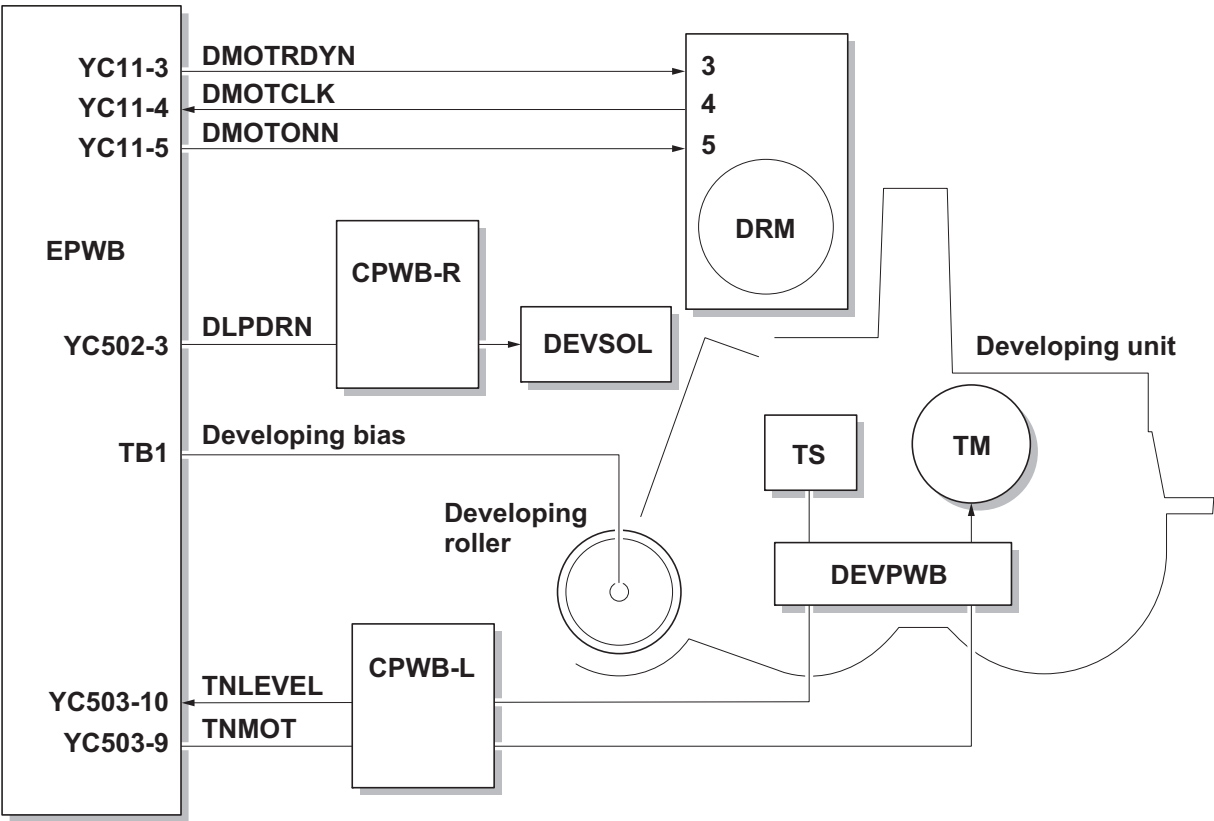 YC11-3
DMOTRDYN
3
YC11-4
DMOTCLK
4
YC11-5
DMOTONN
5
DRM
EPWB
CPWB-R
YC502-3
DLPDRN
DEVSOL
Developing unit
TB1
Developing bias
TS
TM
Developing
roller
DEVPWB
CPWB-L
YC503-10
TNLEVEL
YC503-9
TNMOT